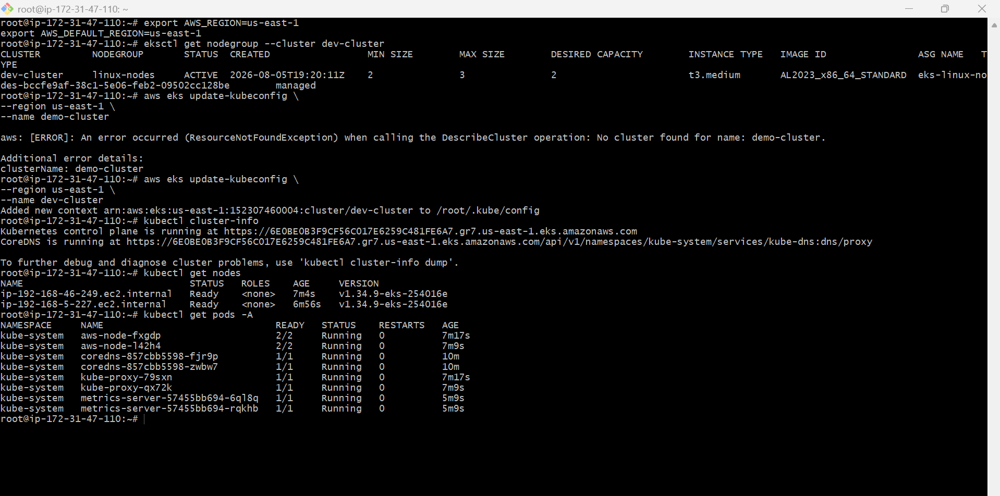 root@ip-172-31-47-110: ~
root@ip-172-31-47-110:~# export AWS_REGION=us-east-1
export AWS_DEFAULT_REGION=us-east-1
root@ip-172-31-47-110:~# eksctl get nodegroup --cluster dev-cluster
CLUSTER         NODEGROUP       STATUS  CREATED                 MIN SIZE        MAX SIZE        DESIRED CAPACITY        INSTANCE TYPE   IMAGE ID                ASG NAME   T
YPE
dev-cluster     linux-nodes     ACTIVE  2026-08-05T19:20:11Z    2               3               2                       t3.medium       AL2023_x86_64_STANDARD  eks-linux-no
des-bccfe9af-38c1-5e06-feb2-09502cc128be        managed
root@ip-172-31-47-110:~# aws eks update-kubeconfig \
--region us-east-1 \
--name demo-cluster
aws: [ERROR]: An error occurred (ResourceNotFoundException) when calling the DescribeCluster operation: No cluster found for name: demo-cluster.
Additional error details:
clusterName: demo-cluster
root@ip-172-31-47-110:~# aws eks update-kubeconfig \
--region us-east-1 \
--name dev-cluster
Added new context arn:aws:eks:us-east-1:152307460004:cluster/dev-cluster to /root/.kube/config
root@ip-172-31-47-110:~# kubectl cluster-info
Kubernetes control plane is running at https://6E0BE0B3F9CF56C017E6259C481FE6A7.gr7.us-east-1.eks.amazonaws.com
CoreDNS is running at https://6E0BE0B3F9CF56C017E6259C481FE6A7.gr7.us-east-1.eks.amazonaws.com/api/v1/namespaces/kube-system/services/kube-dns:dns/proxy
To further debug and diagnose cluster problems, use 'kubectl cluster-info dump'.
root@ip-172-31-47-110:~# kubectl get nodes
NAME                             STATUS   ROLES    AGE     VERSION
ip-192-168-46-249.ec2.internal   Ready    <none>   7m4s    v1.34.9-eks-254016e
ip-192-168-5-227.ec2.internal    Ready    <none>   6m56s   v1.34.9-eks-254016e
root@ip-172-31-47-110:~# kubectl get pods -A
NAMESPACE     NAME                              READY   STATUS    RESTARTS   AGE
kube-system   aws-node-fxgdp                    2/2     Running   0          7m17s
kube-system   aws-node-l42h4                    2/2     Running   0          7m9s
kube-system   coredns-857cbb5598-fjr9p          1/1     Running   0          10m
kube-system   coredns-857cbb5598-zwbw7          1/1     Running   0          10m
kube-system   kube-proxy-79sxn                  1/1     Running   0          7m17s
kube-system   kube-proxy-qx72k                  1/1     Running   0          7m9s
kube-system   metrics-server-57455bb694-6ql8q   1/1     Running   0          5m9s
kube-system   metrics-server-57455bb694-rqkhb   1/1     Running   0          5m9s
root@ip-172-31-47-110:~#